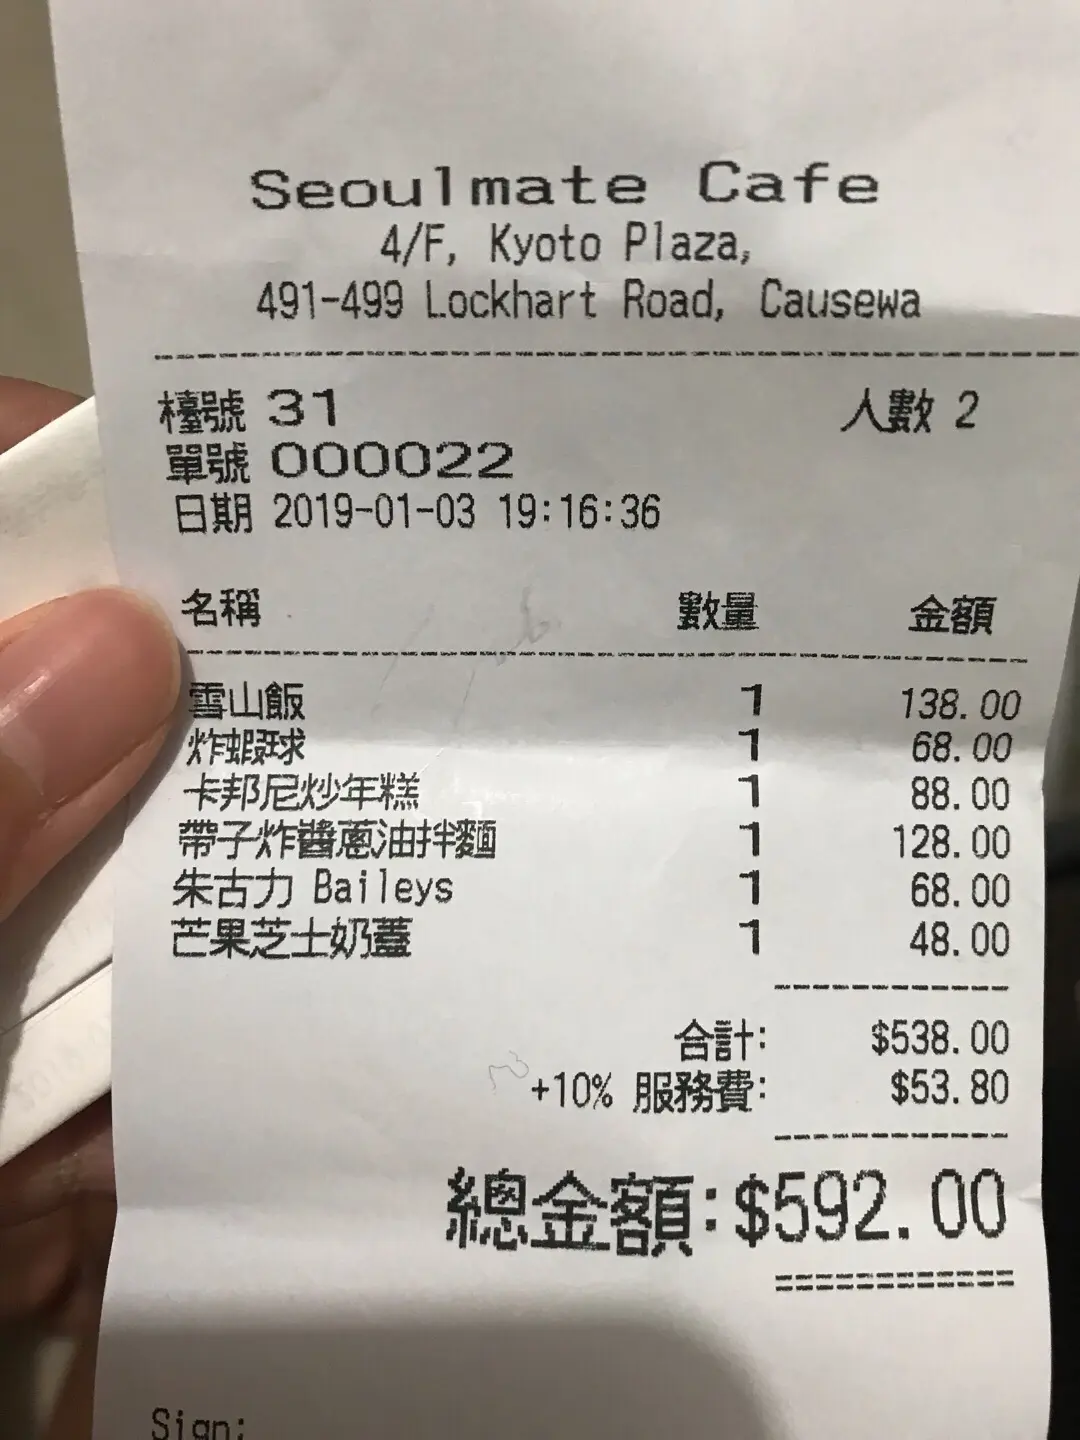 Seoulmate Cafe
4/F, Kyoto Plaza,
491-499 Lockhart Road, Causewa
檯號 31 人數 2
單號 000022
日期 2019-01-03 19:16:36
名稱 數量 金額
雪山飯 1 138.00
炸蝦球 1 68.00
卡邦尼炒年糕 1 88.00
帶子炸醬蔥油拌麵 1 128.00
朱古力 Baileys 1 68.00
芒果芝士奶蓋 1 48.00
合計: $538.00
+10% 服務費: $53.80
總金額: $592.00
Sign: